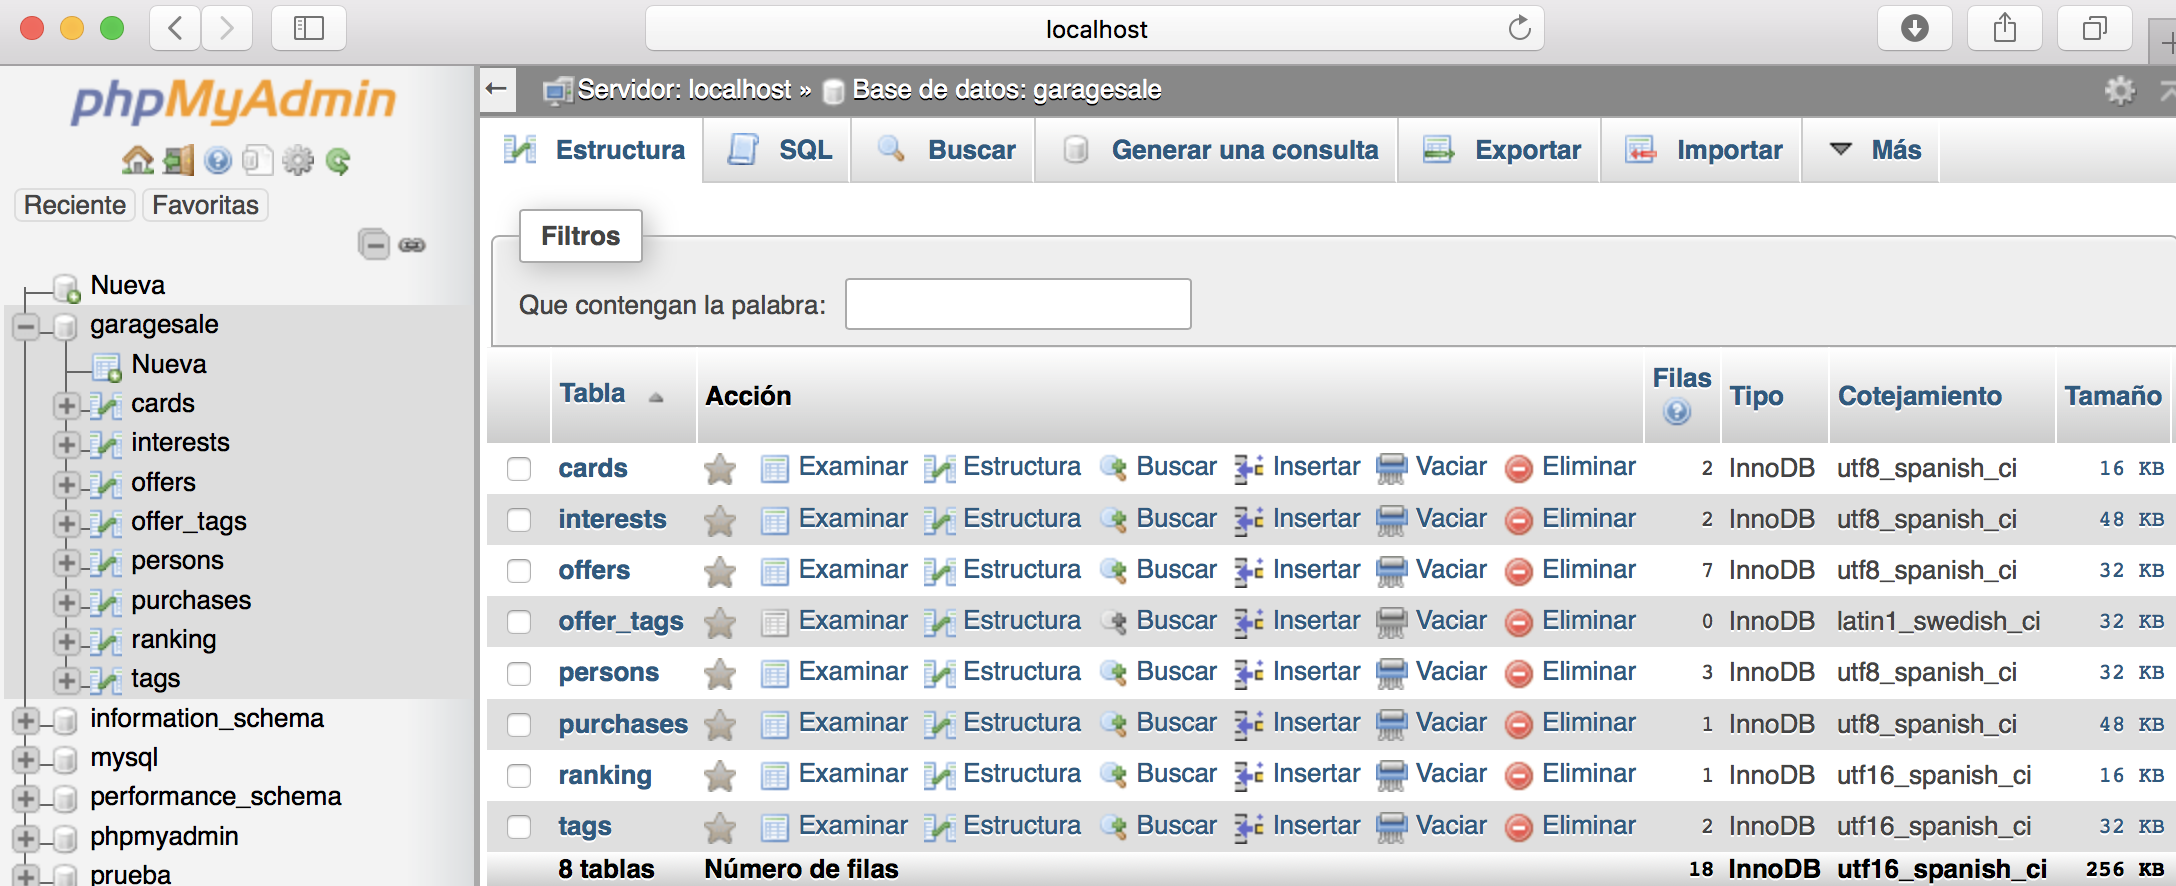 localhost
phpMyAdmin
Reciente Favoritas
Nueva
garagesale
Nueva
cards
interests
offers
offer_tags
persons
purchases
ranking
tags
information_schema
mysql
performance_schema
phpmyadmin
prueba
Servidor: localhost » Base de datos: garagesale
Estructura SQL Buscar Generar una consulta Exportar Importar Más
Filtros
Que contengan la palabra:
Tabla Acción Filas Tipo Cotejamiento Tamaño
cards Examinar Estructura Buscar Insertar Vaciar Eliminar 2 InnoDB utf8_spanish_ci 16 KB
interests Examinar Estructura Buscar Insertar Vaciar Eliminar 2 InnoDB utf8_spanish_ci 48 KB
offers Examinar Estructura Buscar Insertar Vaciar Eliminar 7 InnoDB utf8_spanish_ci 32 KB
offer_tags Examinar Estructura Buscar Insertar Vaciar Eliminar 0 InnoDB latin1_swedish_ci 32 KB
persons Examinar Estructura Buscar Insertar Vaciar Eliminar 3 InnoDB utf8_spanish_ci 32 KB
purchases Examinar Estructura Buscar Insertar Vaciar Eliminar 1 InnoDB utf8_spanish_ci 48 KB
ranking Examinar Estructura Buscar Insertar Vaciar Eliminar 1 InnoDB utf16_spanish_ci 16 KB
tags Examinar Estructura Buscar Insertar Vaciar Eliminar 2 InnoDB utf16_spanish_ci 32 KB
8 tablas Número de filas 18 InnoDB utf16_spanish_ci 256 KB